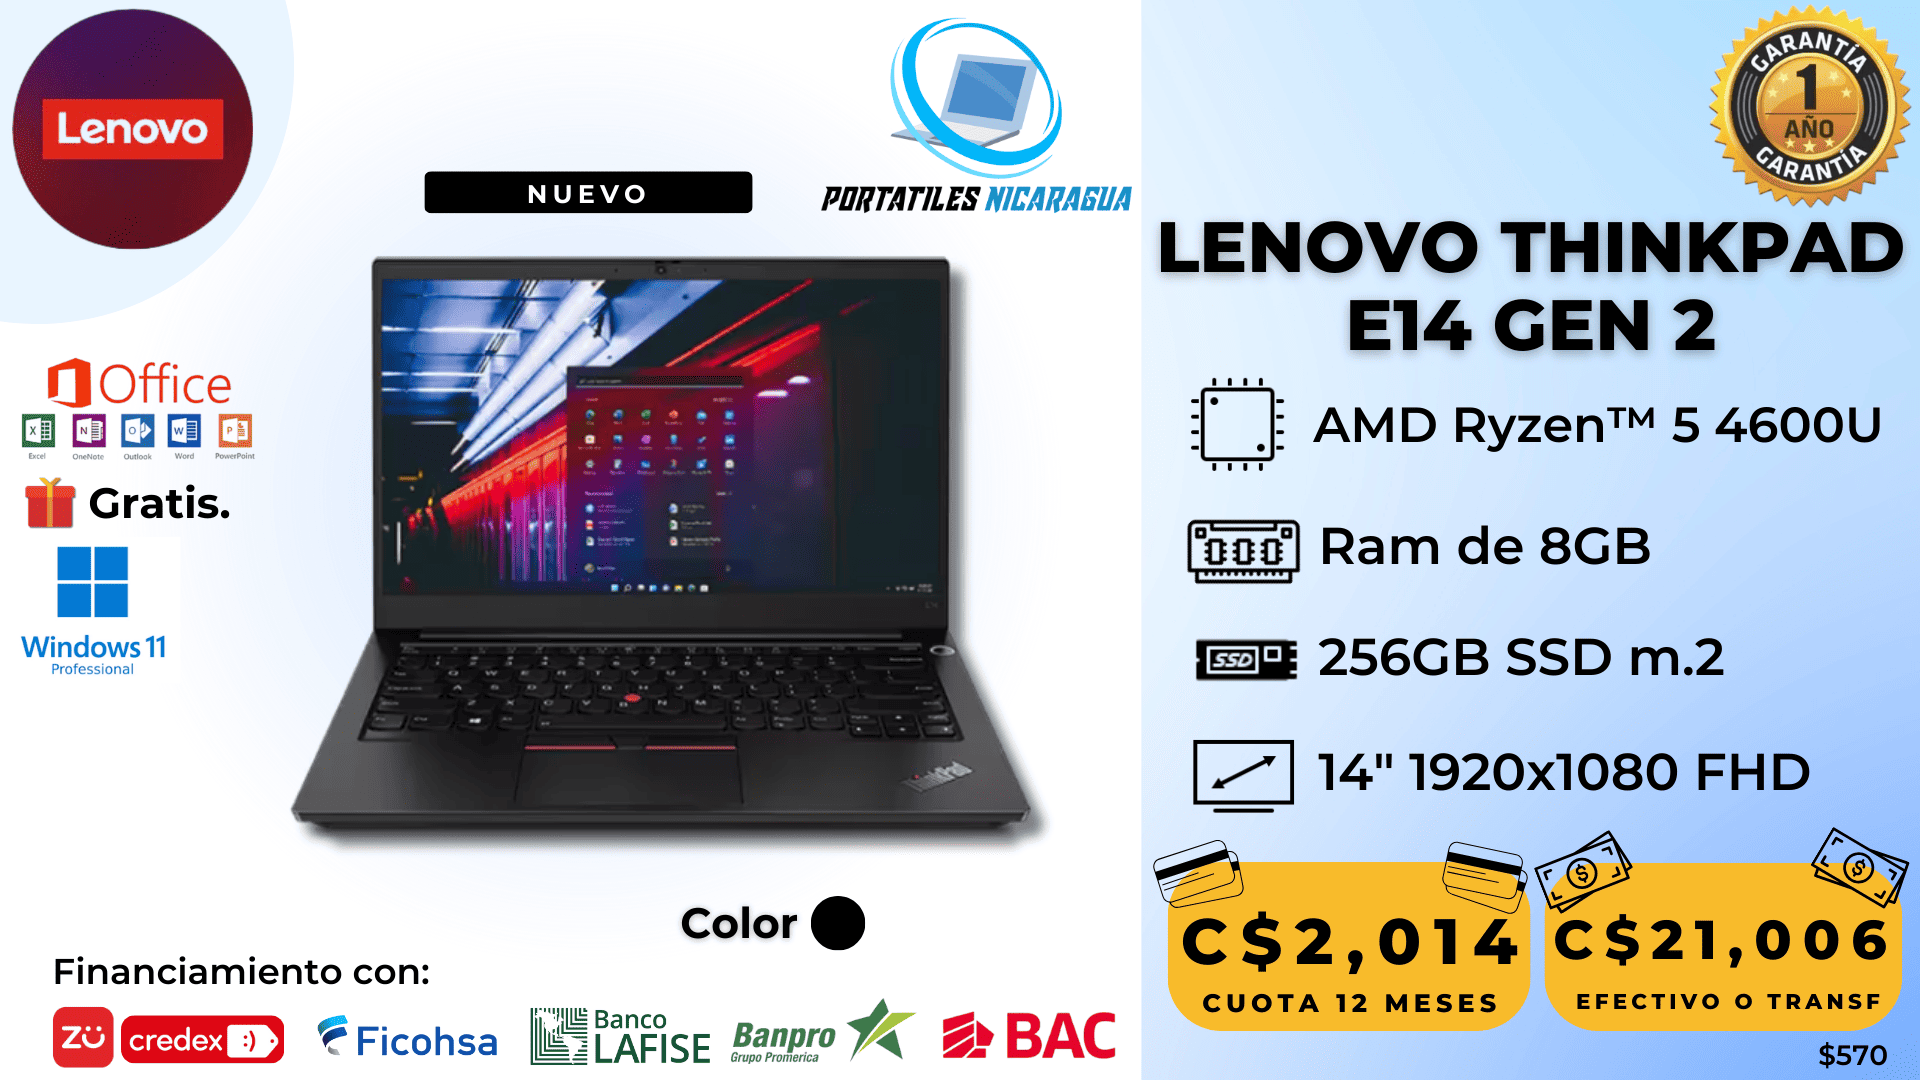 Lenovo
NUEVO
PORTATILES NICARAGUA
GARANTÍA
1
AÑO
GARANTÍA
LENOVO THINKPAD
E14 GEN 2
AMD Ryzen™ 5 4600U
Ram de 8GB
SSD
256GB SSD m.2
14" 1920x1080 FHD
Office
Excel OneNote Outlook Word PowerPoint
Gratis.
Windows 11
Professional
ThinkPad
Color
Financiamiento con:
ZU
credex :)
Ficohsa
Banco
LAFISE
Banpro
Grupo Promerica
BAC
C$2,014
CUOTA 12 MESES
C$21,006
EFECTIVO O TRANSF
$570